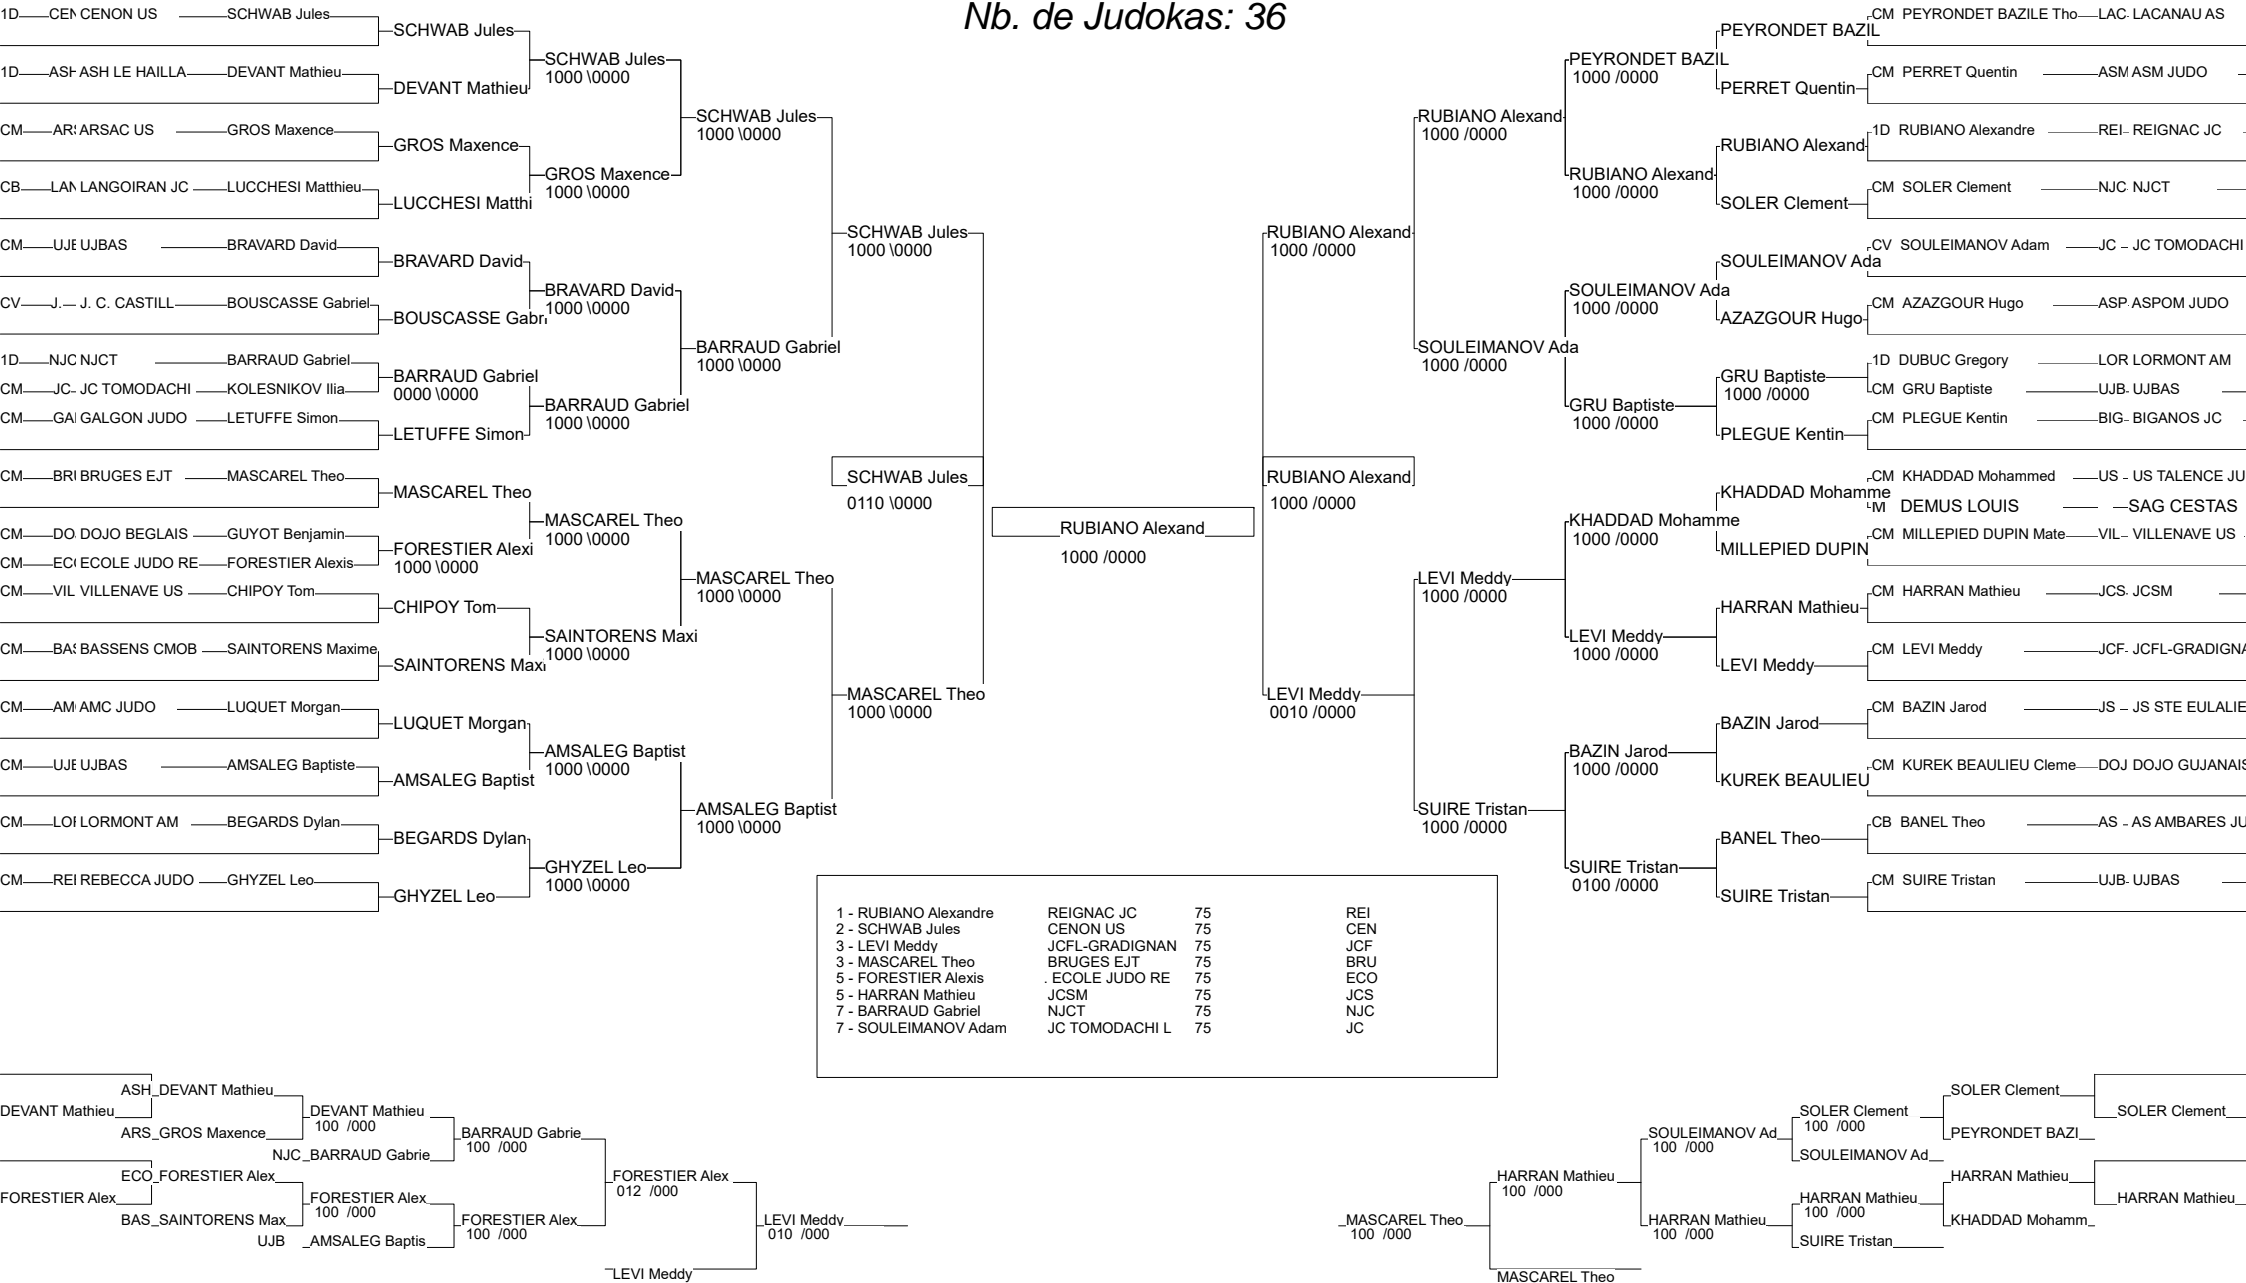 Nb. de Judokas: 36
1D CEN CENON US SCHWAB Jules
1D ASH ASH LE HAILLA DEVANT Mathieu
CM ARSAC US GROS Maxence
CB LAN LANGOIRAN JC LUCCHESI Matthieu
CM UJB UJBAS BRAVARD David
CV J. J. C. CASTILL BOUSCASSE Gabriel
1D NJC NJCT BARRAUD Gabriel
CM JC JC TOMODACHI KOLESNIKOV Ilia
CM GALGON JUDO LETUFFE Simon
CM BRUGES EJT MASCAREL Theo
CM DO DOJO BEGLAIS GUYOT Benjamin
CM ECOLE JUDO RE FORESTIER Alexis
CM VIL VILLENAVE US CHIPOY Tom
CM BASSENS CMOB SAINTORENS Maxime
CM AMC JUDO LUQUET Morgan
CM UJB UJBAS AMSALEG Baptiste
CM LORMONT AM BEGARDS Dylan
CM REBECCA JUDO GHYZEL Leo
SCHWAB Jules
DEVANT Mathieu
GROS Maxence
LUCCHESI Matthi
BRAVARD David
BOUSCASSE Gabri
BARRAUD Gabriel
0000 \0000
LETUFFE Simon
MASCAREL Theo
FORESTIER Alexi
1000 \0000
CHIPOY Tom
SAINTORENS Maxi
LUQUET Morgan
AMSALEG Baptist
BEGARDS Dylan
GHYZEL Leo
SCHWAB Jules
1000 \0000
GROS Maxence
1000 \0000
BRAVARD David
1000 \0000
BARRAUD Gabriel
1000 \0000
MASCAREL Theo
1000 \0000
SAINTORENS Maxi
1000 \0000
AMSALEG Baptist
1000 \0000
GHYZEL Leo
1000 \0000
SCHWAB Jules
1000 \0000
BARRAUD Gabriel
1000 \0000
MASCAREL Theo
1000 \0000
AMSALEG Baptist
1000 \0000
SCHWAB Jules
1000 \0000
MASCAREL Theo
1000 \0000
SCHWAB Jules
0110 \0000
RUBIANO Alexand
1000 /0000
RUBIANO Alexand
1000 /0000
RUBIANO Alexand
1000 /0000
LEVI Meddy
0010 /0000
RUBIANO Alexand
1000 /0000
SOULEIMANOV Ada
1000 /0000
LEVI Meddy
1000 /0000
SUIRE Tristan
1000 /0000
PEYRONDET BAZIL
1000 /0000
RUBIANO Alexand
1000 /0000
SOULEIMANOV Ada
1000 /0000
GRU Baptiste
1000 /0000
KHADDAD Mohamme
1000 /0000
LEVI Meddy
1000 /0000
BAZIN Jarod
1000 /0000
SUIRE Tristan
0100 /0000
PEYRONDET BAZIL
PERRET Quentin
RUBIANO Alexand
SOLER Clement
SOULEIMANOV Ada
AZAZGOUR Hugo
GRU Baptiste
1000 /0000
PLEGUE Kentin
KHADDAD Mohamme
MILLEPIED DUPIN
HARRAN Mathieu
LEVI Meddy
BAZIN Jarod
KUREK BEAULIEU
BANEL Theo
SUIRE Tristan
CM PEYRONDET BAZILE Tho LAC LACANAU AS
CM PERRET Quentin ASM ASM JUDO
1D RUBIANO Alexandre REI REIGNAC JC
CM SOLER Clement NJC NJCT
CV SOULEIMANOV Adam JC JC TOMODACHI
CM AZAZGOUR Hugo ASP ASPOM JUDO
1D DUBUC Gregory LOR LORMONT AM
CM GRU Baptiste UJB UJBAS
CM PLEGUE Kentin BIG BIGANOS JC
CM KHADDAD Mohammed US US TALENCE JU
M DEMUS LOUIS SAG CESTAS
CM MILLEPIED DUPIN Mate VIL VILLENAVE US
CM HARRAN Mathieu JCS JCSM
CM LEVI Meddy JCF JCFL-GRADIGNA
CM BAZIN Jarod JS JS STE EULALIE
CM KUREK BEAULIEU Cleme DOJ DOJO GUJANAIS
CB BANEL Theo AS AS AMBARES JU
CM SUIRE Tristan UJB UJBAS
1 - RUBIANO Alexandre REIGNAC JC 75 REI
2 - SCHWAB Jules CENON US 75 CEN
3 - LEVI Meddy JCFL-GRADIGNAN 75 JCF
3 - MASCAREL Theo BRUGES EJT 75 BRU
5 - FORESTIER Alexis . ECOLE JUDO RE 75 ECO
5 - HARRAN Mathieu JCSM 75 JCS
7 - BARRAUD Gabriel NJCT 75 NJC
7 - SOULEIMANOV Adam JC TOMODACHI L 75 JC
DEVANT Mathieu
FORESTIER Alex
ASH DEVANT Mathieu
ARS GROS Maxence
ECO FORESTIER Alex
BAS SAINTORENS Max
DEVANT Mathieu
100 /000
NJC BARRAUD Gabrie
FORESTIER Alex
100 /000
UJB AMSALEG Baptis
BARRAUD Gabrie
100 /000
FORESTIER Alex
100 /000
FORESTIER Alex
012 /000
LEVI Meddy
LEVI Meddy
010 /000
MASCAREL Theo
100 /000
HARRAN Mathieu
100 /000
MASCAREL Theo
SOULEIMANOV Ad
100 /000
HARRAN Mathieu
100 /000
SOLER Clement
100 /000
SOULEIMANOV Ad
HARRAN Mathieu
100 /000
SUIRE Tristan
SOLER Clement
PEYRONDET BAZI
HARRAN Mathieu
KHADDAD Mohamm
SOLER Clement
HARRAN Mathieu